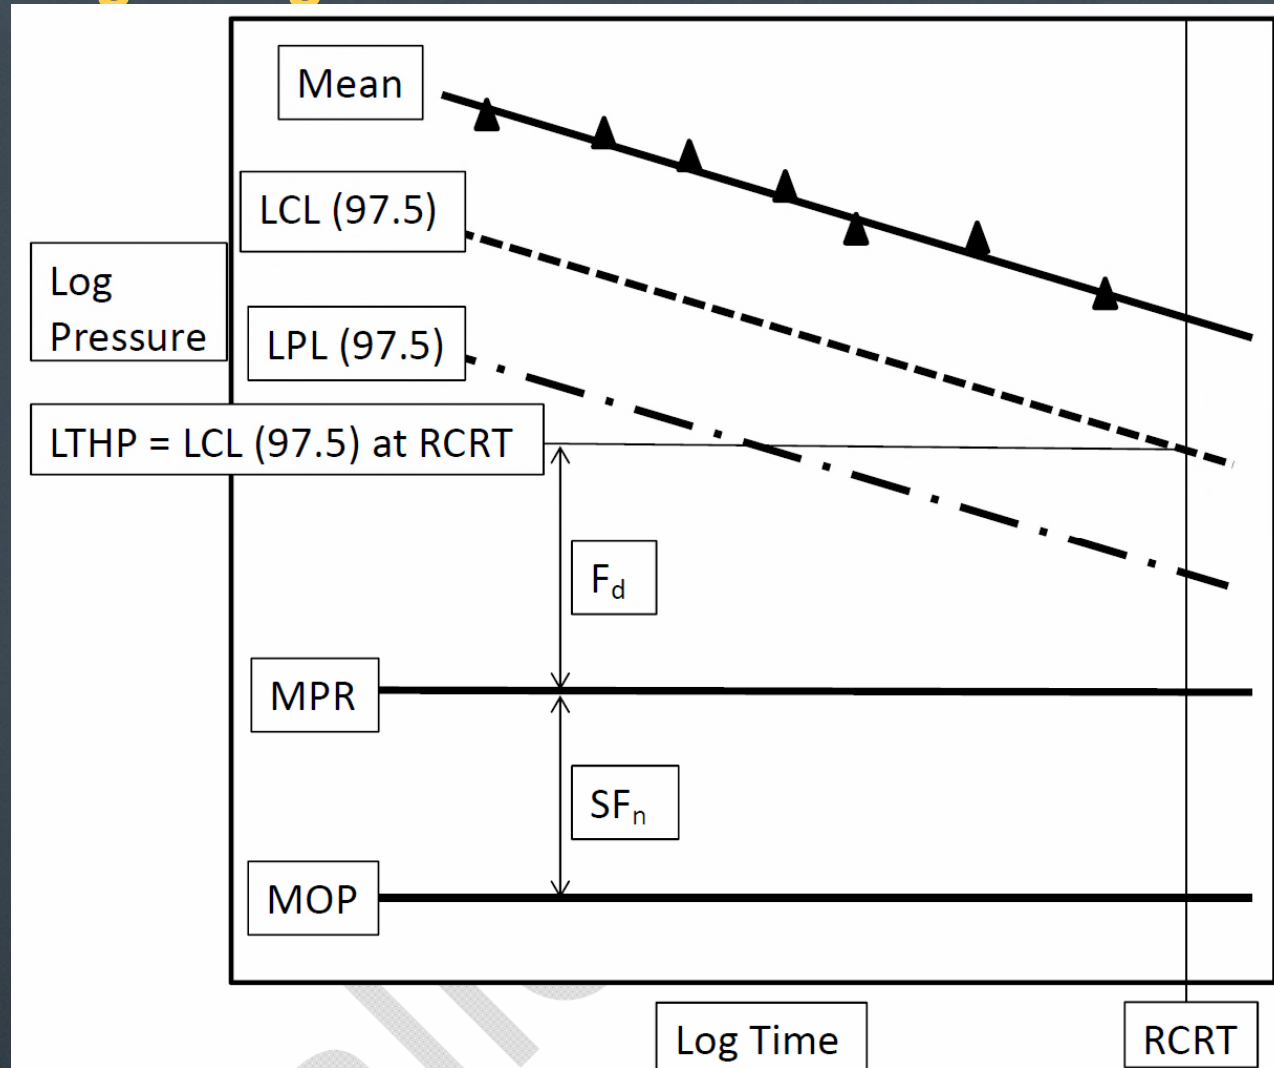 Mean
LCL (97.5)
Log
Pressure
LPL (97.5)
LTHP = LCL (97.5) at RCRT
Fd
MPR
SFn
MOP
Log Time
RCRT